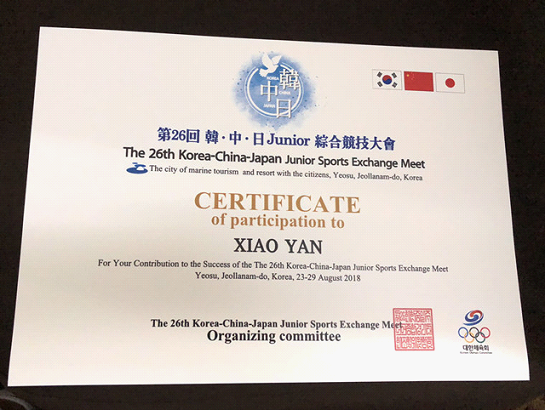 韓
中
日
KOREA
CHINA
JAPAN
第26回 韓·中·日Junior 綜合競技大會
The 26th Korea-China-Japan Junior Sports Exchange Meet
The city of marine tourism and resort with the citizens, Yeosu, Jeollanam-do, Korea
CERTIFICATE
of participation to
XIAO YAN
For Your Contribution to the Success of the The 26th Korea-China-Japan Junior Sports Exchange Meet
Yeosu, Jeollanam-do, Korea, 23-29 August 2018
The 26th Korea-China-Japan Junior Sports Exchange Meet
Organizing committee
대한체육회